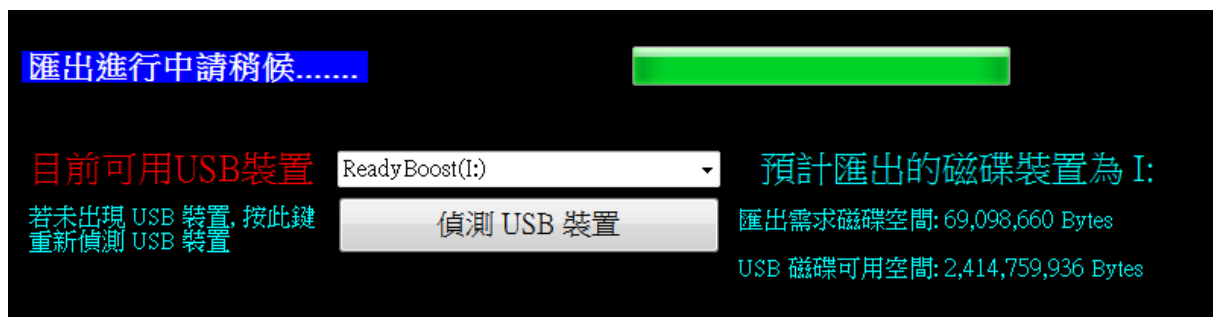 匯出進行中請稍候.......
目前可用USB裝置
ReadyBoost(I:)
預計匯出的磁碟裝置為 I:
若未出現 USB 裝置, 按此鍵
重新偵測 USB 裝置
偵測 USB 裝置
匯出需求磁碟空間: 69,098,660 Bytes
USB 磁碟可用空間: 2,414,759,936 Bytes